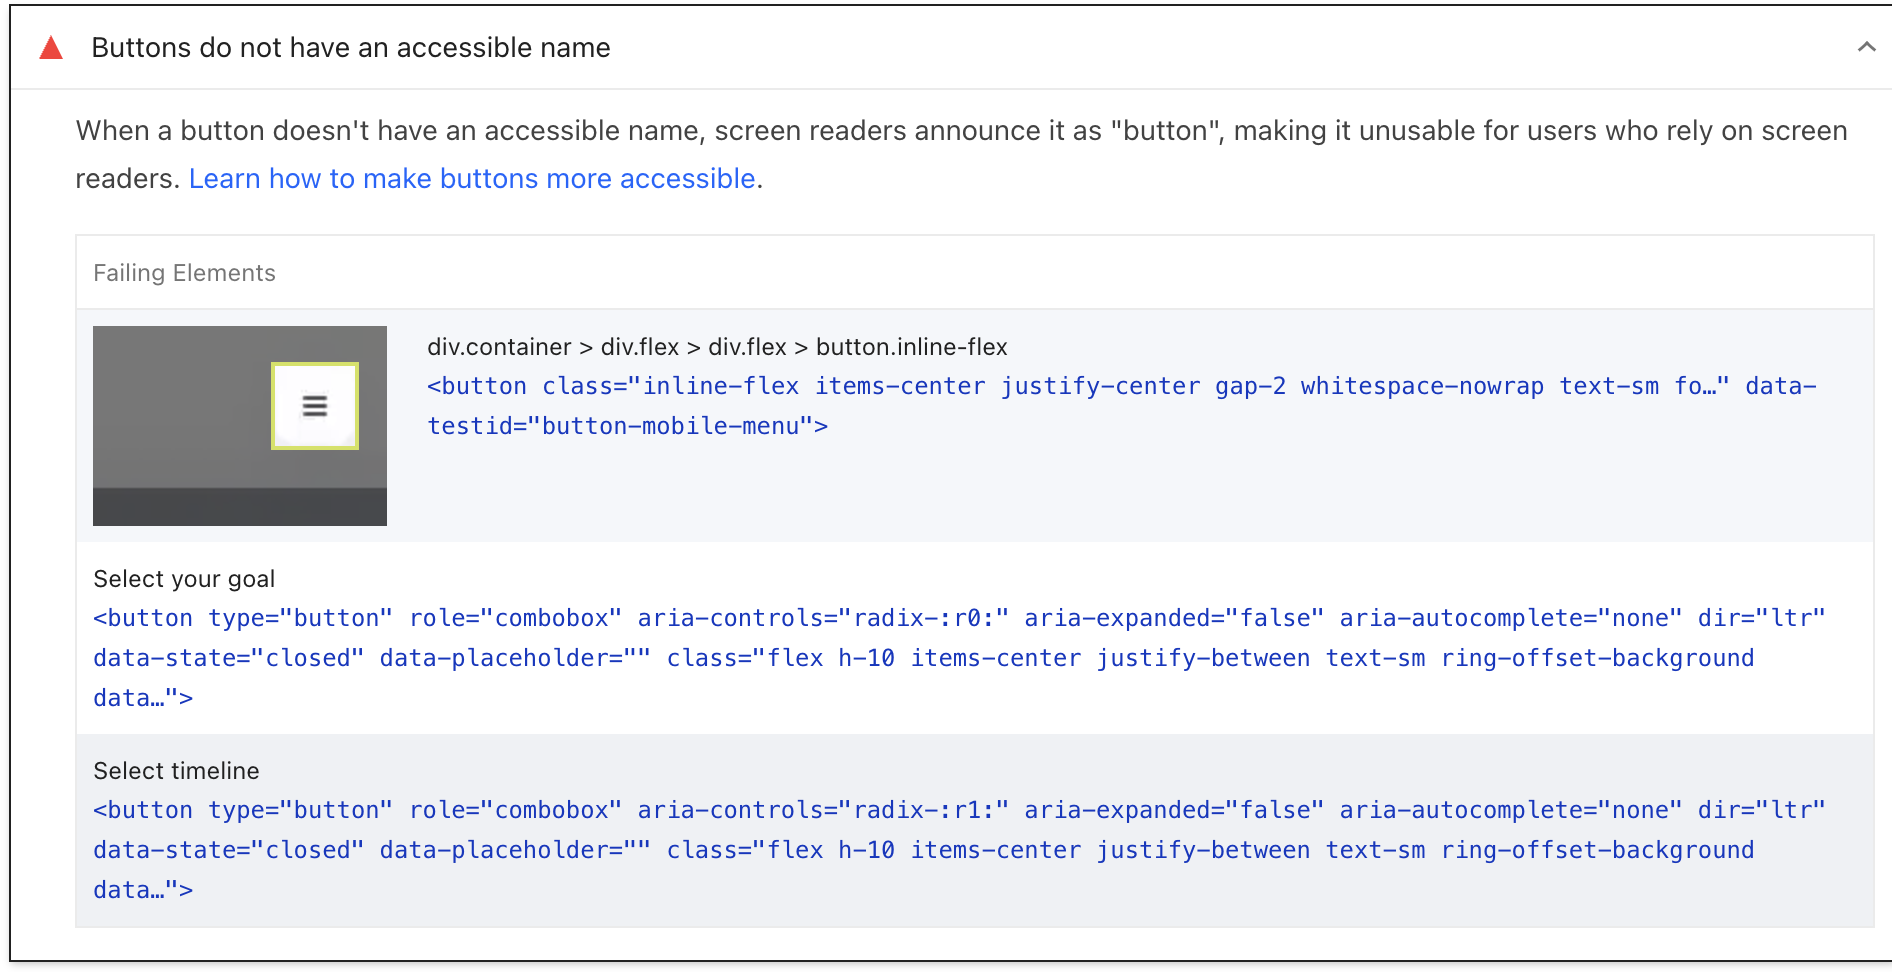 Buttons do not have an accessible name
When a button doesn't have an accessible name, screen readers announce it as "button", making it unusable for users who rely on screen
readers. Learn how to make buttons more accessible.
Failing Elements
div.container > div.flex > div.flex > button.inline-flex
<button class="inline-flex items-center justify-center gap-2 whitespace-nowrap text-sm fo…" data-
testid="button-mobile-menu">
Select your goal
<button type="button" role="combobox" aria-controls="radix-:r0:" aria-expanded="false" aria-autocomplete="none" dir="ltr"
data-state="closed" data-placeholder="" class="flex h-10 items-center justify-between text-sm ring-offset-background
data…">
Select timeline
<button type="button" role="combobox" aria-controls="radix-:r1:" aria-expanded="false" aria-autocomplete="none" dir="ltr"
data-state="closed" data-placeholder="" class="flex h-10 items-center justify-between text-sm ring-offset-background
data…">